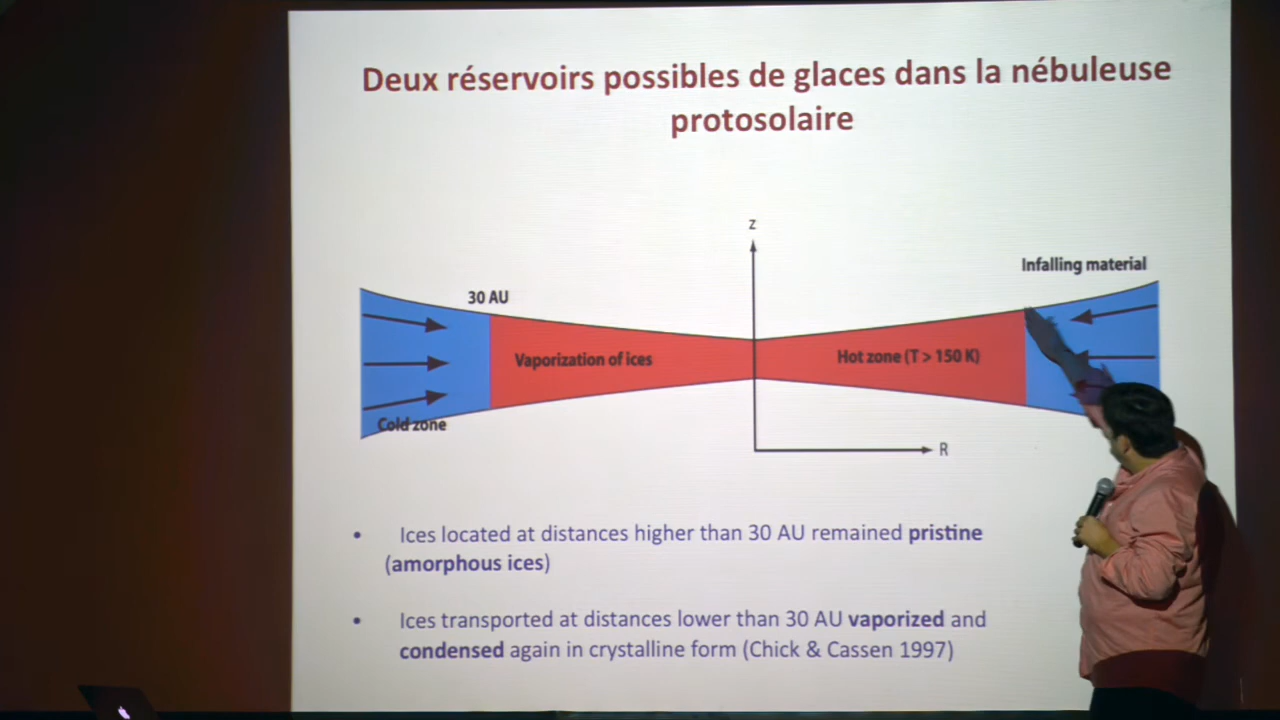 Deux réservoirs possibles de glaces dans la nébuleuse
protosolaire
z
Infalling material
30 AU
Vaporization of ices
Hot zone (T > 150 K)
Cold zone
R
• Ices located at distances higher than 30 AU remained pristine
(amorphous ices)
• Ices transported at distances lower than 30 AU vaporized and
condensed again in crystalline form (Chick & Cassen 1997)